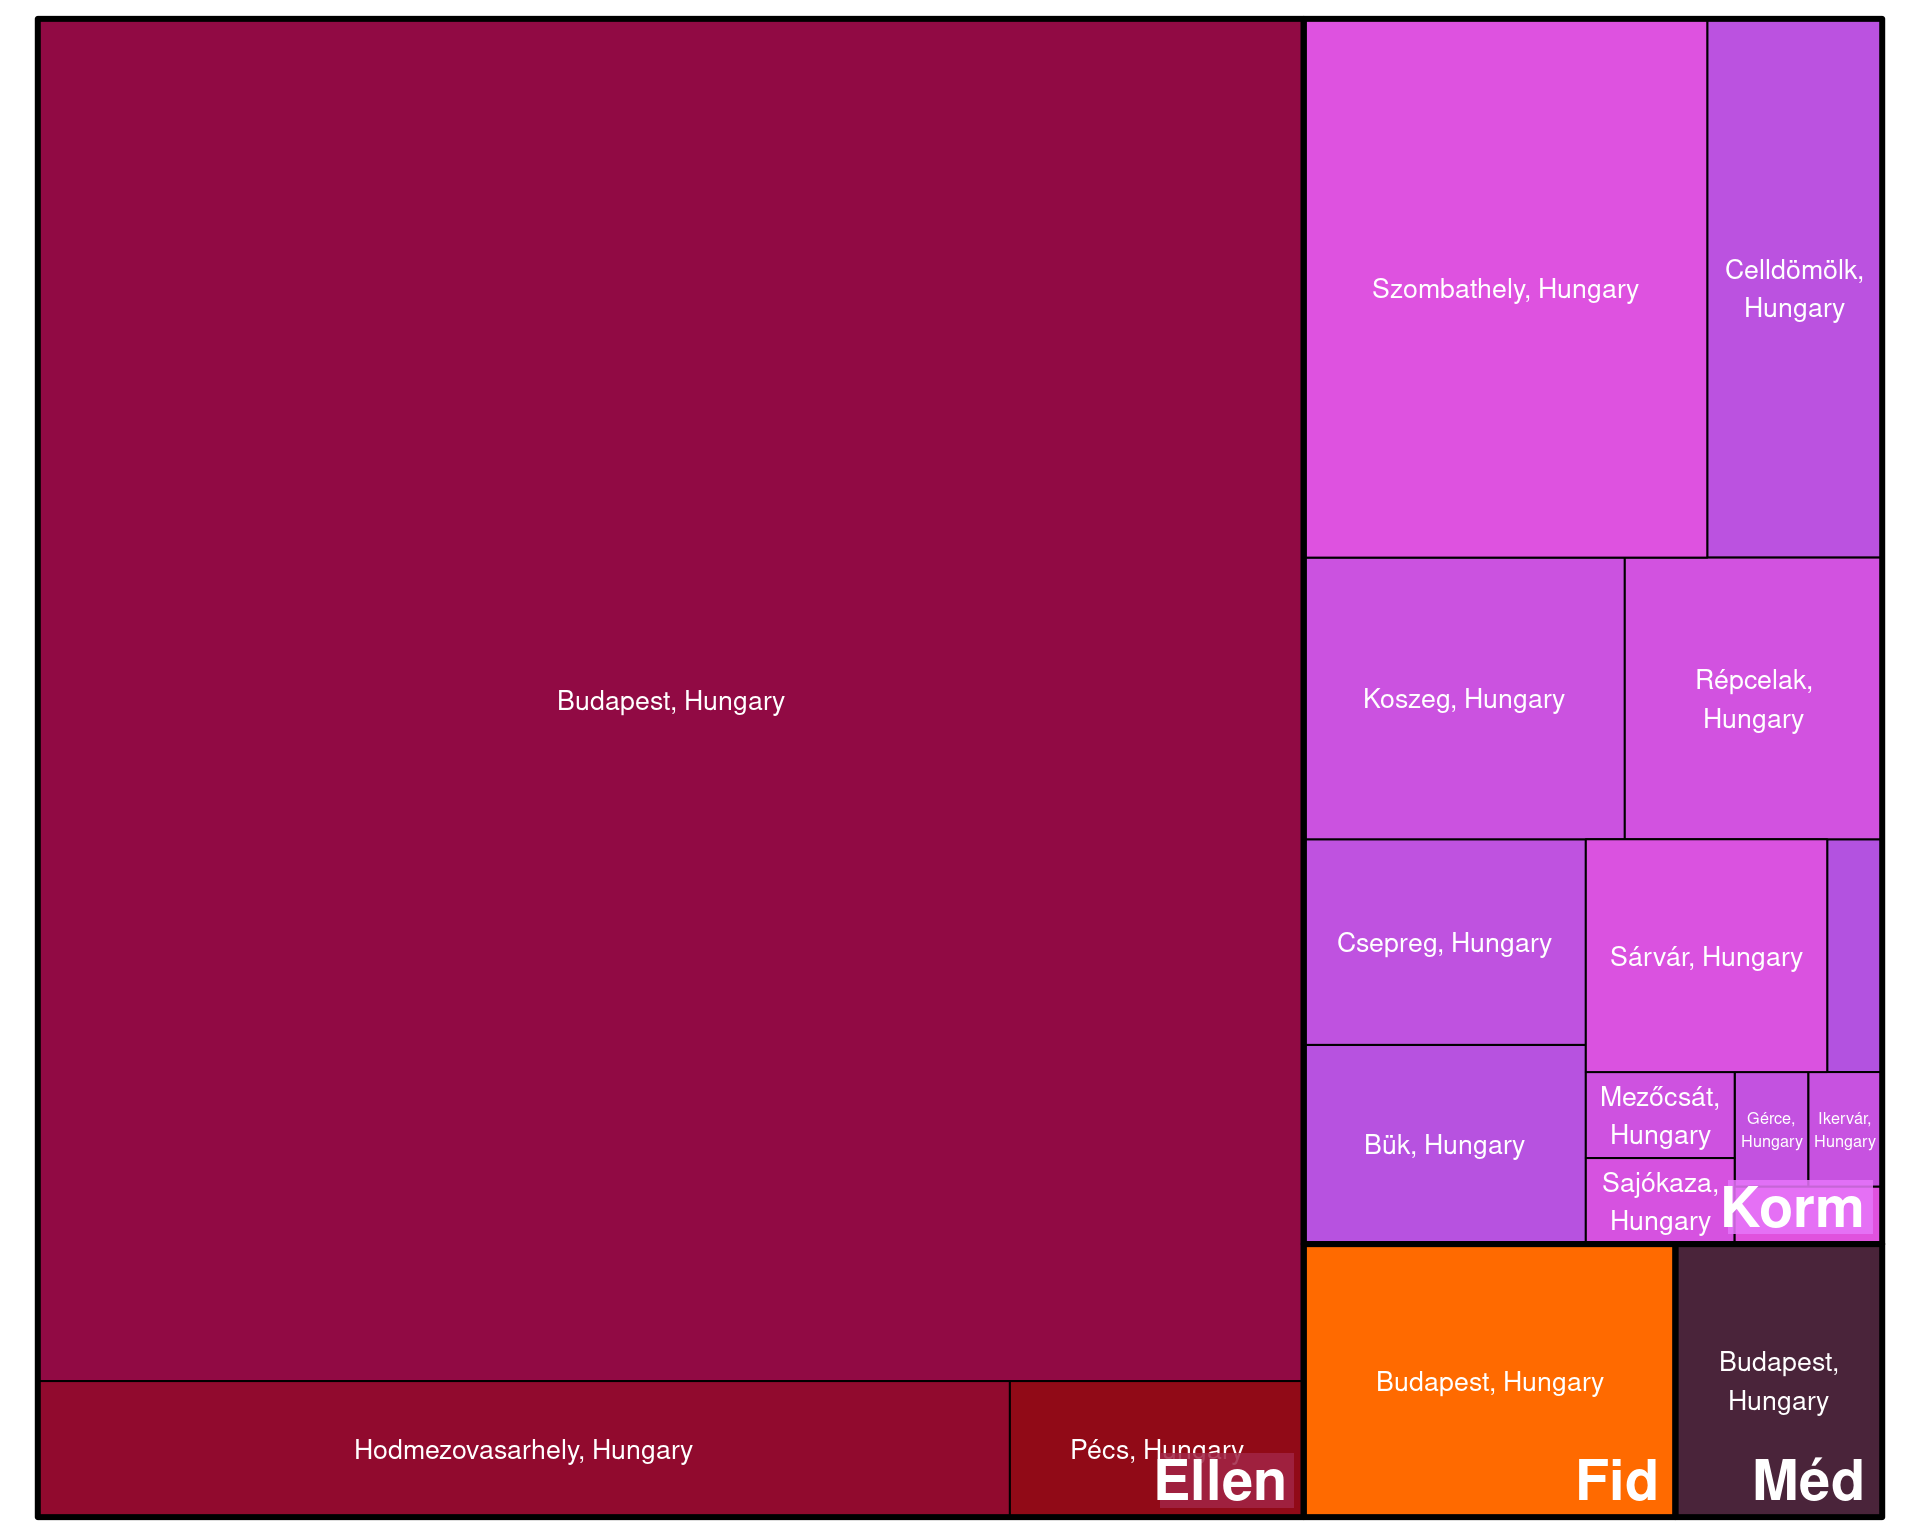 Budapest, Hungary
Hodmezovasarhely, Hungary
Pécs, Hungary
Ellen
Szombathely, Hungary
Celldömölk,
Hungary
Koszeg, Hungary
Répcelak,
Hungary
Csepreg, Hungary
Sárvár, Hungary
Bük, Hungary
Mezőcsát,
Hungary
Gérce,
Hungary
Ikervár,
Hungary
Sajókaza,
Hungary
Korm
Budapest, Hungary
Fid
Budapest,
Hungary
Méd